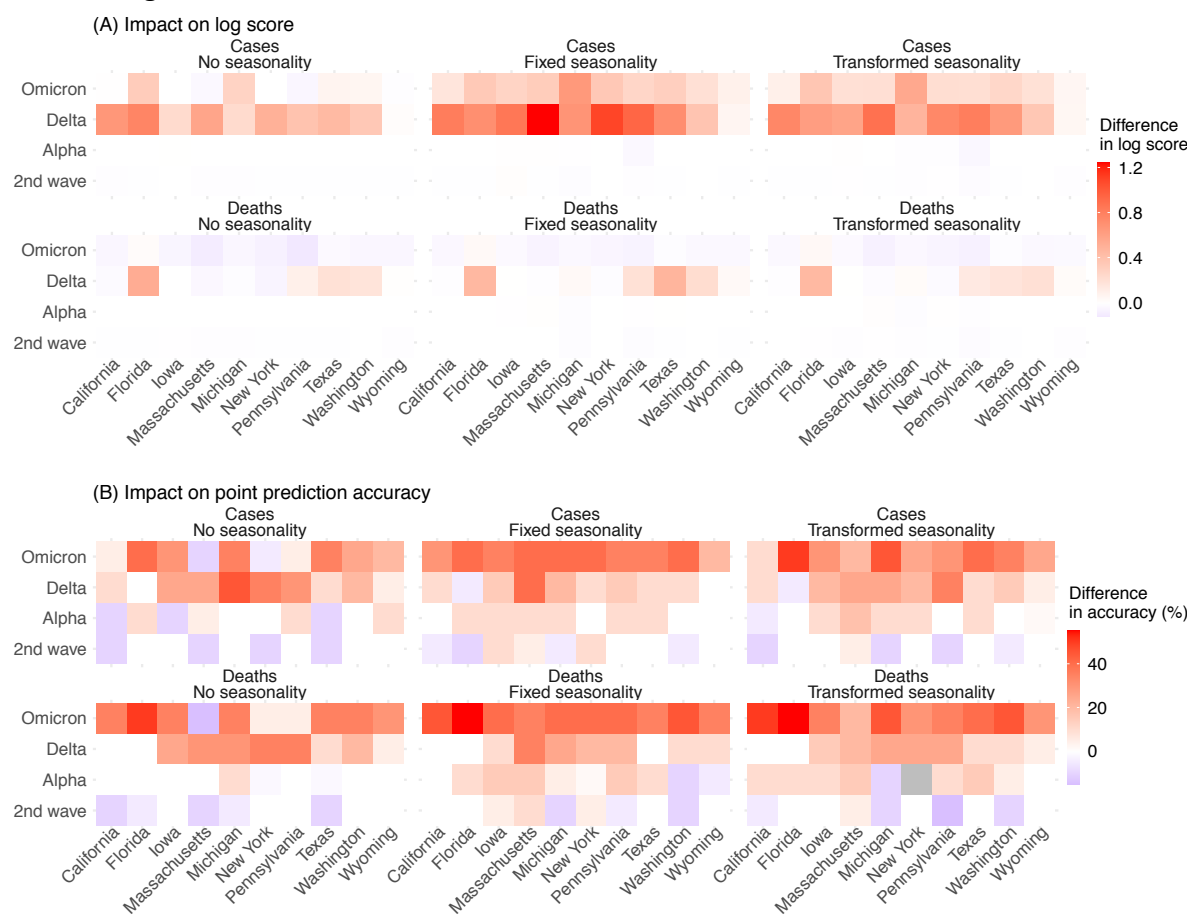 (A) Impact on log score
Cases
No seasonality
Cases
Fixed seasonality
Cases
Transformed seasonality
Omicron
Delta
Alpha
2nd wave
Difference
in log score
1.2
0.8
0.4
0.0
Deaths
No seasonality
Deaths
Fixed seasonality
Deaths
Transformed seasonality
Omicron
Delta
Alpha
2nd wave
California
Florida
Iowa
Massachusetts
Michigan
New York
Pennsylvania
Texas
Washington
Wyoming
California
Florida
Iowa
Massachusetts
Michigan
New York
Pennsylvania
Texas
Washington
Wyoming
California
Florida
Iowa
Massachusetts
Michigan
New York
Pennsylvania
Texas
Washington
Wyoming
(B) Impact on point prediction accuracy
Cases
No seasonality
Cases
Fixed seasonality
Cases
Transformed seasonality
Omicron
Delta
Alpha
2nd wave
Difference
in accuracy (%)
40
20
0
Deaths
No seasonality
Deaths
Fixed seasonality
Deaths
Transformed seasonality
Omicron
Delta
Alpha
2nd wave
California
Florida
Iowa
Massachusetts
Michigan
New York
Pennsylvania
Texas
Washington
Wyoming
California
Florida
Iowa
Massachusetts
Michigan
New York
Pennsylvania
Texas
Washington
Wyoming
California
Florida
Iowa
Massachusetts
Michigan
New York
Pennsylvania
Texas
Washington
Wyoming